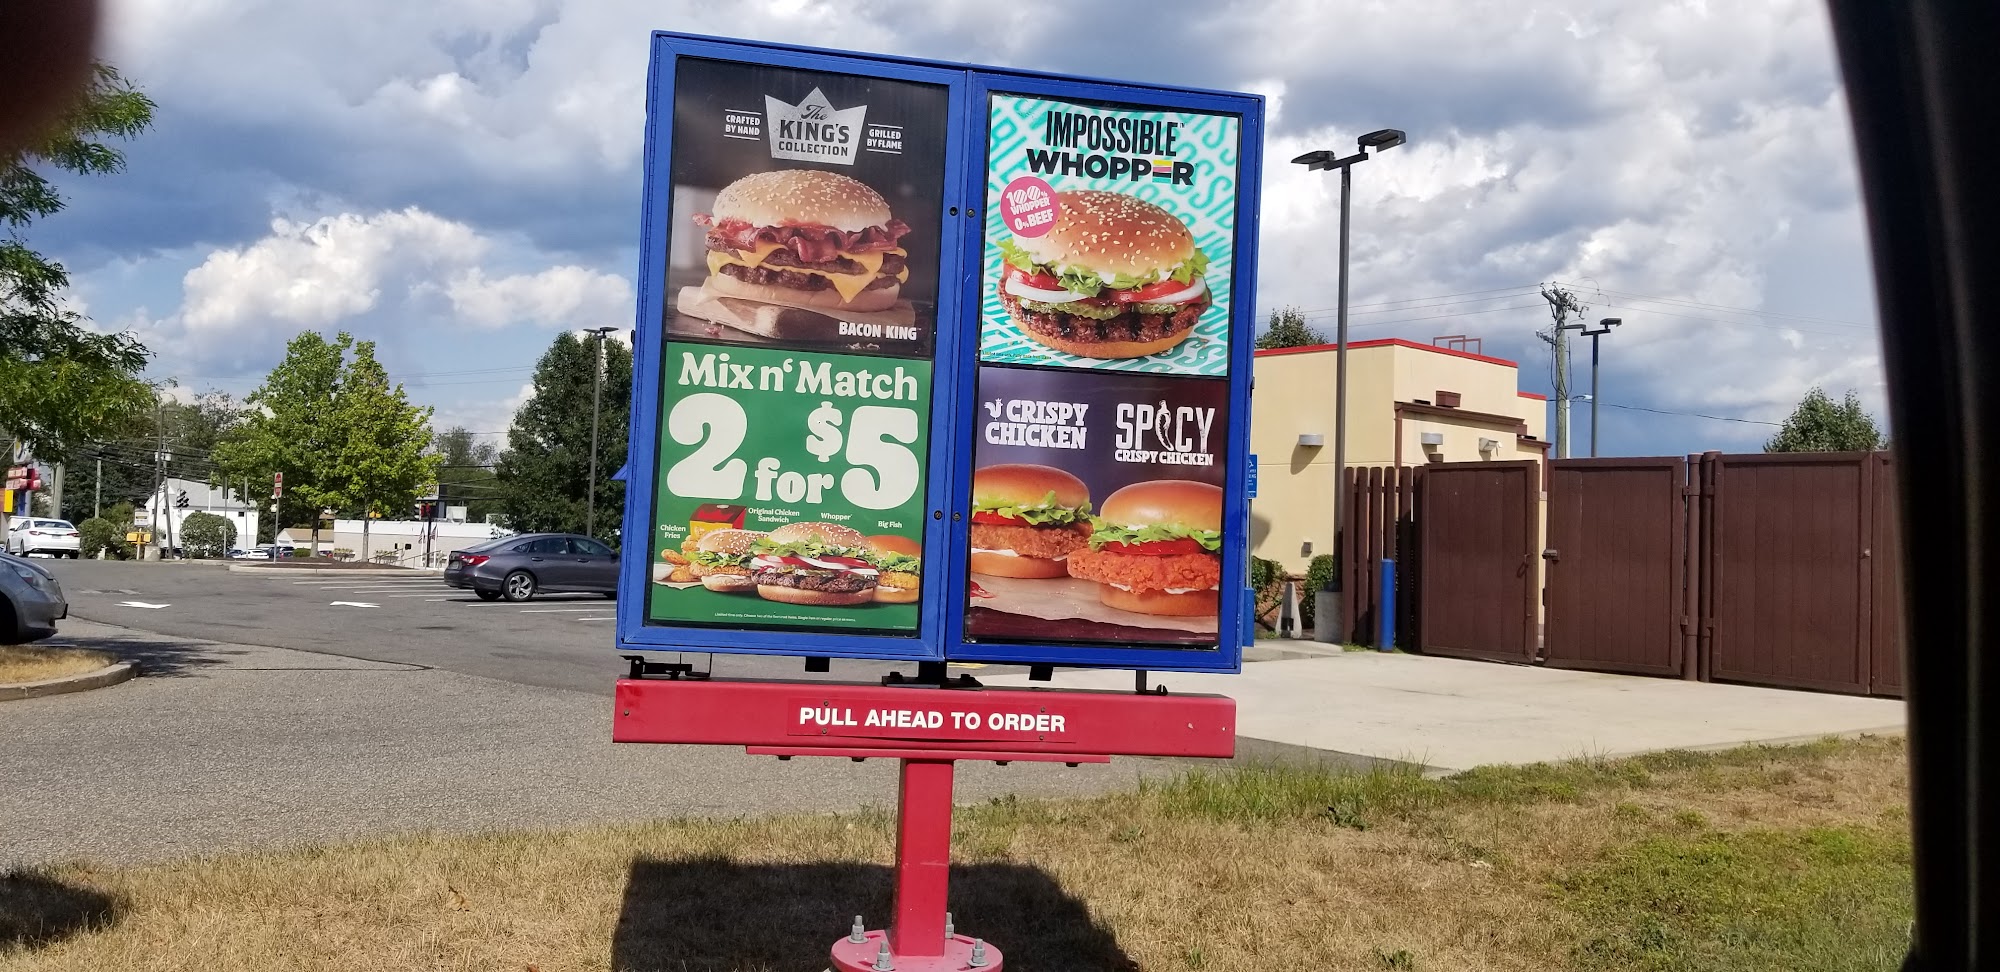 CRAFTED
BY HAND
The
KING'S
COLLECTION
GRILLED
BY FLAME
BACON KING
IMPOSSIBLE™
WHOPPER
100%
WHOPPER
0% BEEF
Mix n' Match
2 for $5
Chicken
Fries
Original Chicken
Sandwich
Whopper
Big Fish
CRISPY
CHICKEN
SPICY
CRISPY CHICKEN
PULL AHEAD TO ORDER